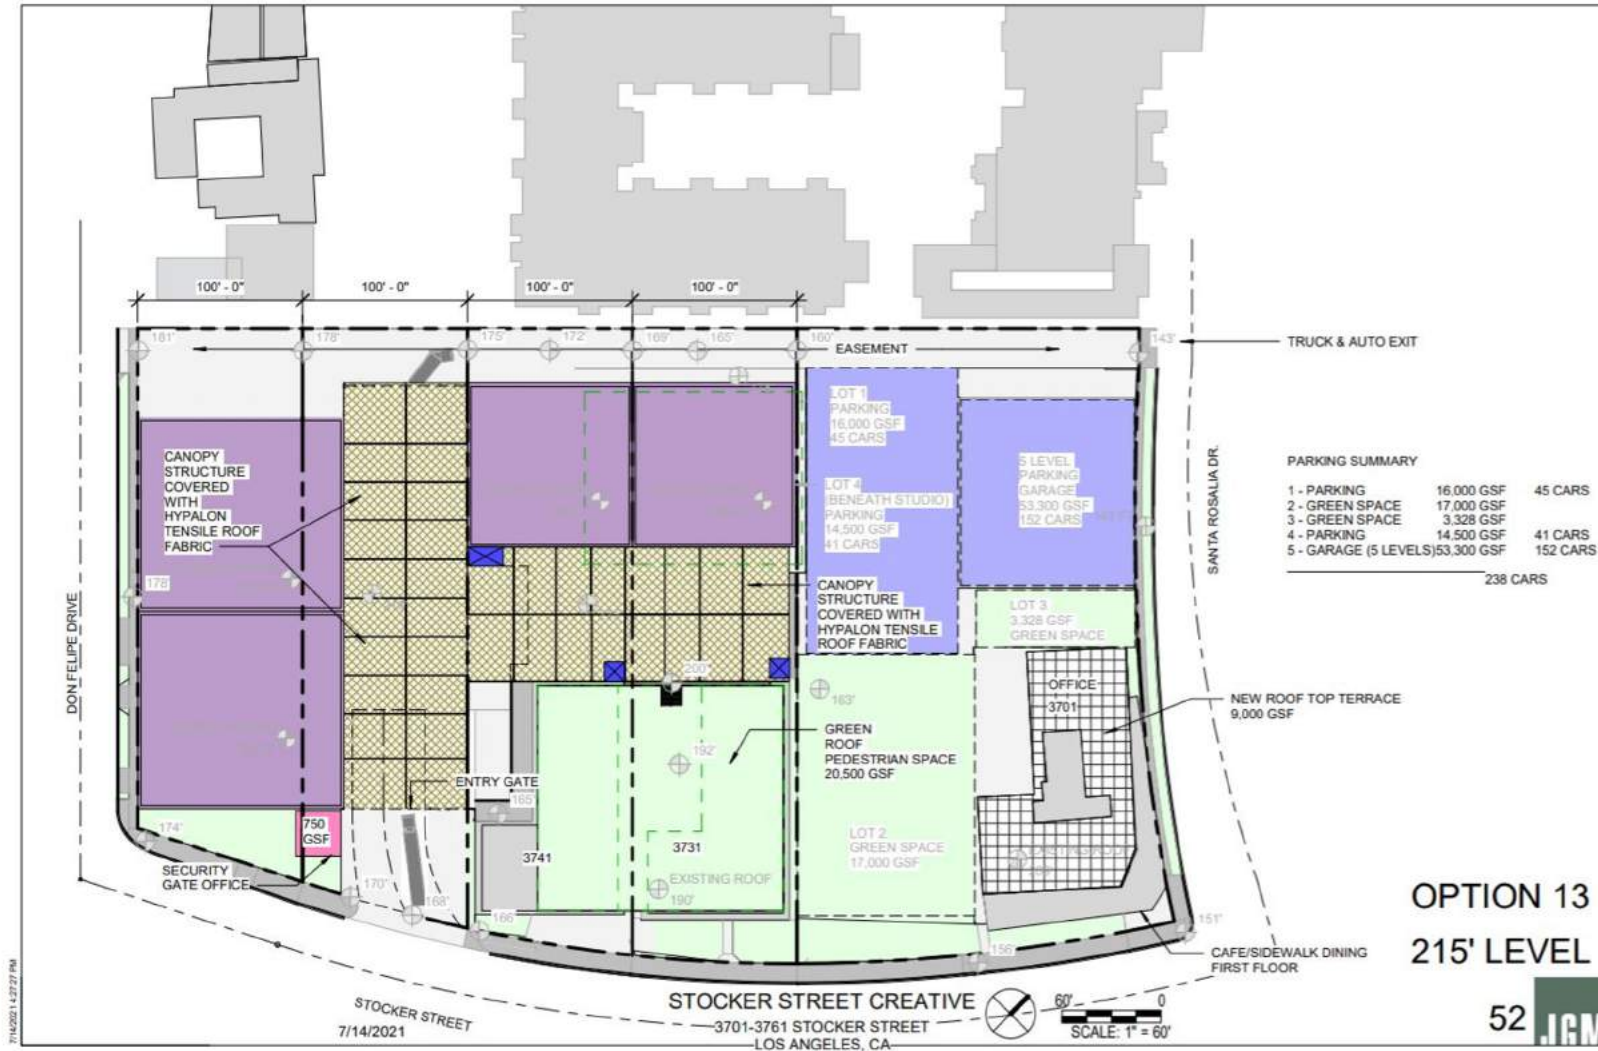 100' - 0"
100' - 0"
100' - 0"
100' - 0"
181'
178'
175'
172'
169'
165'
160'
143'
EASEMENT
TRUCK & AUTO EXIT
CANOPY
STRUCTURE
COVERED
WITH
HYPALON
TENSILE ROOF
FABRIC
LOT 1
PARKING
16,000 GSF
45 CARS
LOT 4
(BENEATH STUDIO)
PARKING
14,500 GSF
41 CARS
5 LEVEL
PARKING
GARAGE
53,300 GSF
152 CARS
SANTA ROSALIA DR.
PARKING SUMMARY
1 - PARKING 16,000 GSF 45 CARS
2 - GREEN SPACE 17,000 GSF
3 - GREEN SPACE 3,328 GSF
4 - PARKING 14,500 GSF 41 CARS
5 - GARAGE (5 LEVELS)53,300 GSF 152 CARS
238 CARS
178'
DON FELIPE DRIVE
CANOPY
STRUCTURE
COVERED WITH
HYPALON TENSILE
ROOF FABRIC
LOT 3
3,328 GSF
GREEN SPACE
200'
163'
OFFICE
3701
NEW ROOF TOP TERRACE
9,000 GSF
GREEN
ROOF
PEDESTRIAN SPACE
20,500 GSF
192'
ENTRY GATE
165'
750
GSF
174'
SECURITY
GATE OFFICE
3741
3731
EXISTING ROOF
190'
LOT 2
GREEN SPACE
17,000 GSF
170'
168'
166'
156'
151'
CAFE/SIDEWALK DINING
FIRST FLOOR
OPTION 13
215' LEVEL
STOCKER STREET
7/14/2021
STOCKER STREET CREATIVE
3701-3761 STOCKER STREET
LOS ANGELES, CA
60' 0
SCALE: 1" = 60'
52
JGM
7/14/2021 4:27:27 PM